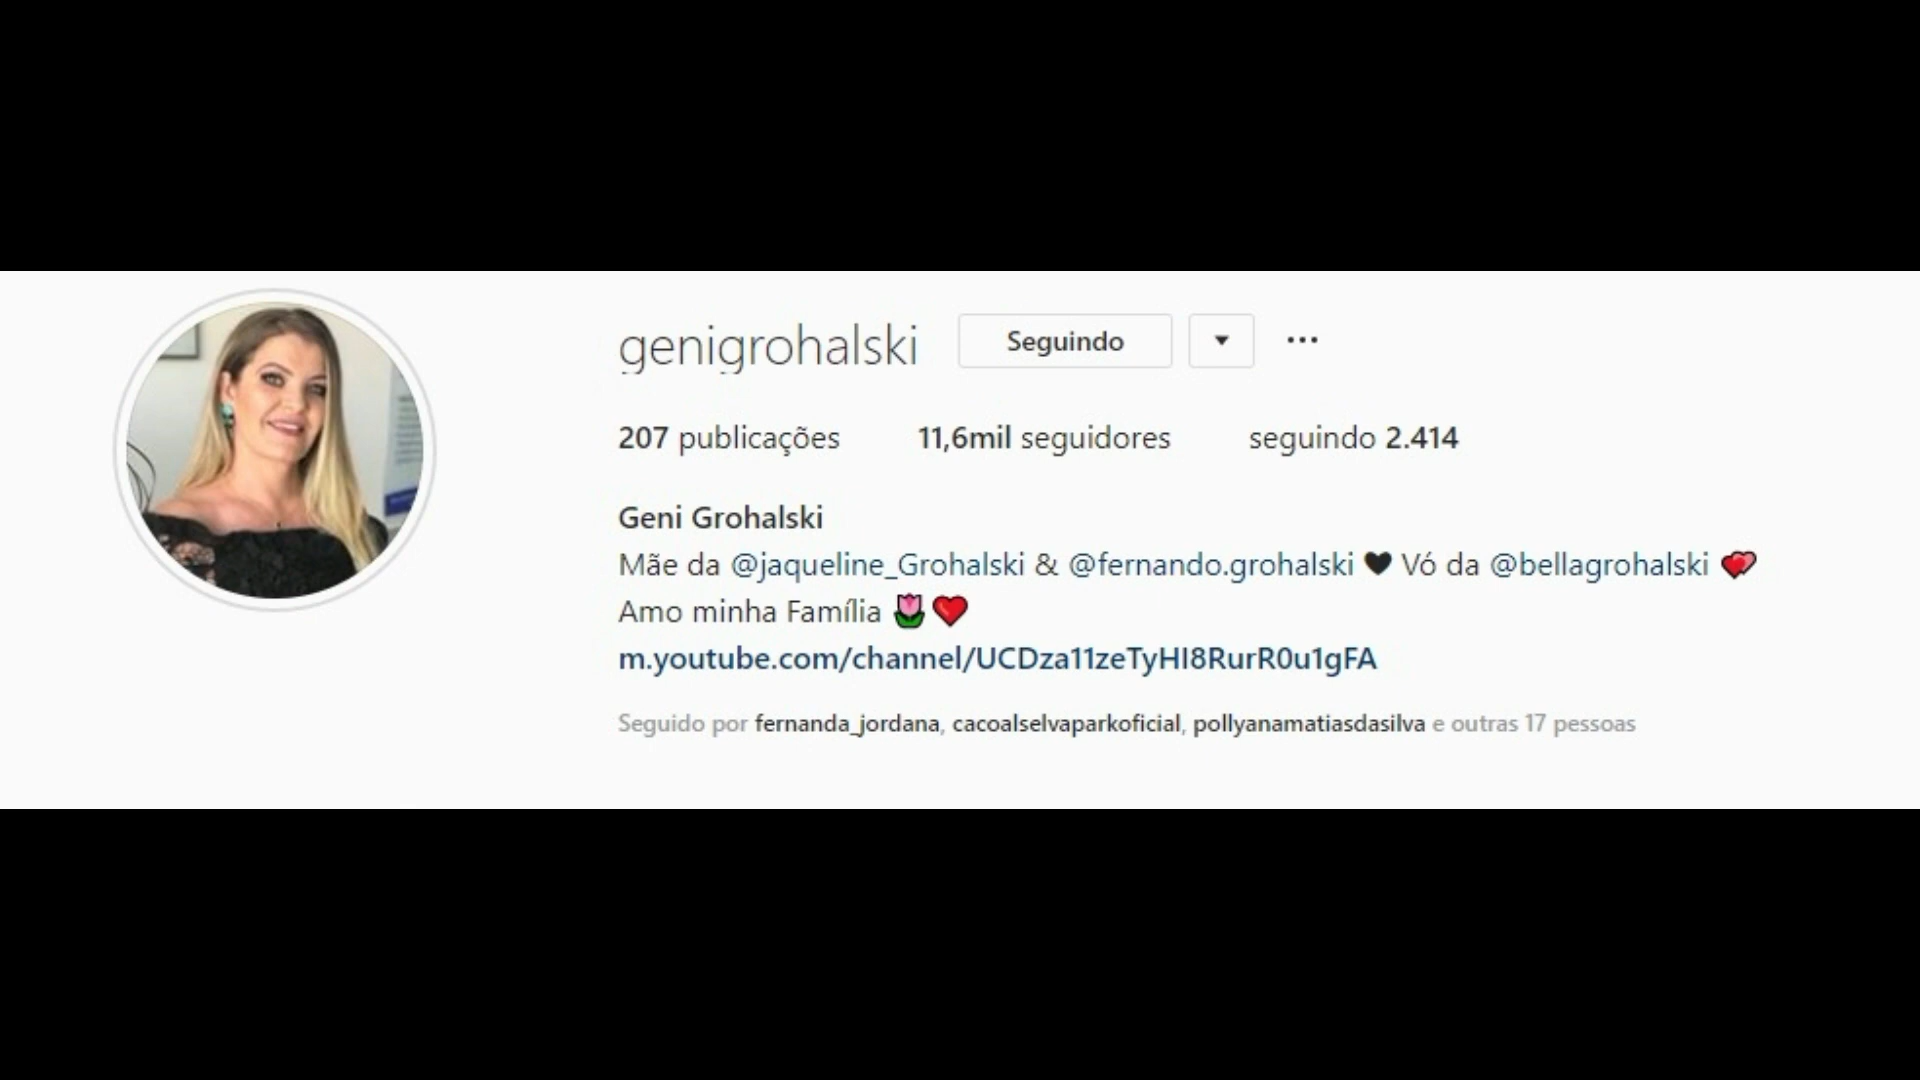 genigrohalski Seguindo
207 publicações 11,6mil seguidores seguindo 2.414
Geni Grohalski
Mãe da @jaqueline_Grohalski & @fernando.grohalski 🖤 Vó da @bellagrohalski 💕
Amo minha Família 🌷❤️
m.youtube.com/channel/UCDza11zeTyHI8RurR0u1gFA
Seguido por fernanda_jordana, cacoalselvaparkoficial, pollyanamatiasdasilva e outras 17 pessoas